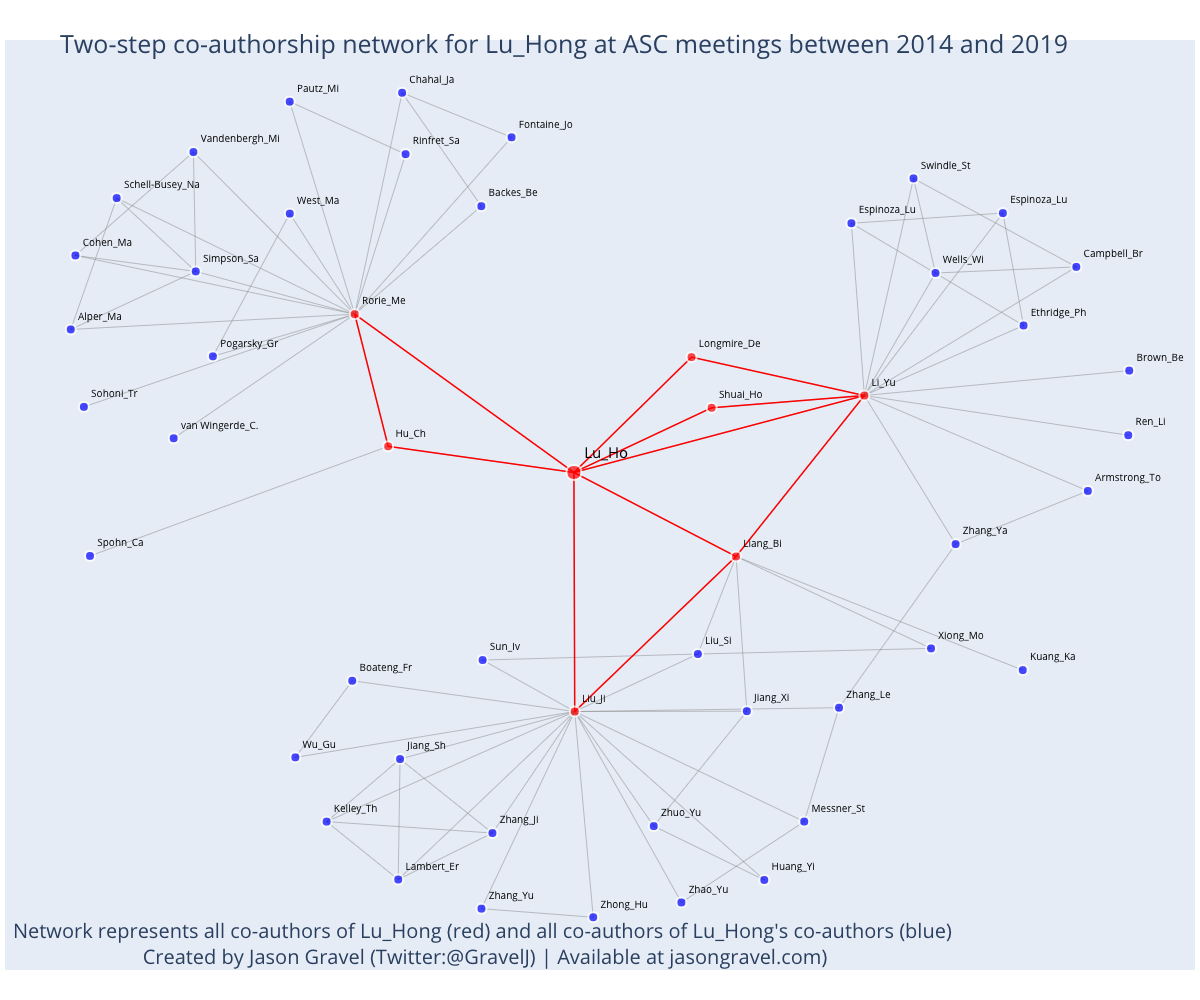 Two-step co-authorship network for Lu_Hong at ASC meetings between 2014 and 2019
Chahal_Ja
Pautz_Mi
Fontaine_Jo
Vandenbergh_Mi
Rinfret_Sa
Swindle_St
Schell-Busey_Na
Backes_Be
West_Ma
Espinoza_Lu
Espinoza_Lu
Cohen_Ma
Simpson_Sa
Wells_Wi
Campbell_Br
Rorie_Me
Alper_Ma
Ethridge_Ph
Pogarsky_Gr
Longmire_De
Brown_Be
Sohoni_Tr
Shuai_Ho
Li_Yu
van Wingerde_C.
Hu_Ch
Ren_Li
Lu_Ho
Armstrong_To
Spohn_Ca
Liang_Bi
Zhang_Ya
Sun_Iv
Liu_Si
Xiong_Mo
Boateng_Fr
Kuang_Ka
Liu_Ji
Jiang_Xi
Zhang_Le
Wu_Gu
Jiang_Sh
Kelley_Th
Zhang_Ji
Zhuo_Yu
Messner_St
Lambert_Er
Huang_Yi
Zhang_Yu
Zhong_Hu
Zhao_Yu
Network represents all co-authors of Lu_Hong (red) and all co-authors of Lu_Hong's co-authors (blue)
Created by Jason Gravel (Twitter:@GravelJ) | Available at jasongravel.com)